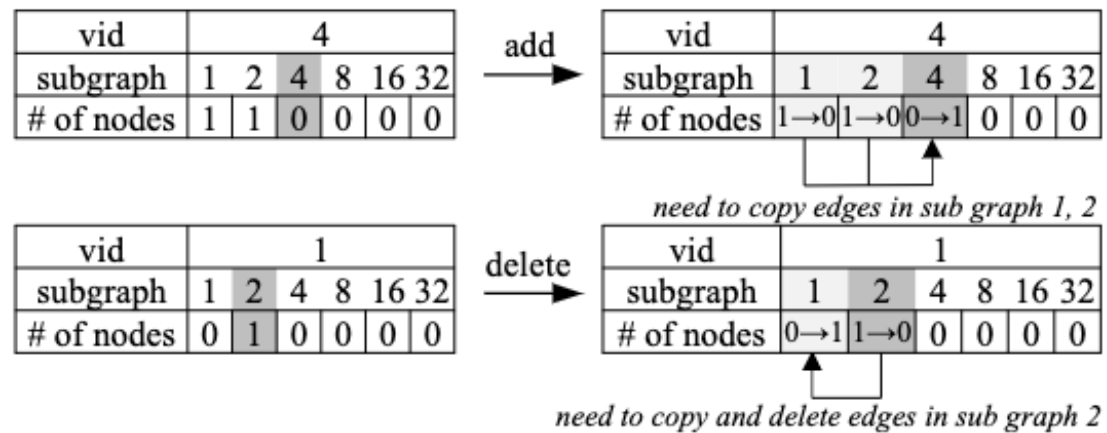 vid 4
subgraph 1 2 4 8 16 32
# of nodes 1 1 0 0 0 0
add
vid 4
subgraph 1 2 4 8 16 32
# of nodes 1→0 1→0 0→1 0 0 0
need to copy edges in sub graph 1, 2
vid 1
subgraph 1 2 4 8 16 32
# of nodes 0 1 0 0 0 0
delete
vid 1
subgraph 1 2 4 8 16 32
# of nodes 0→1 1→0 0 0 0 0
need to copy and delete edges in sub graph 2